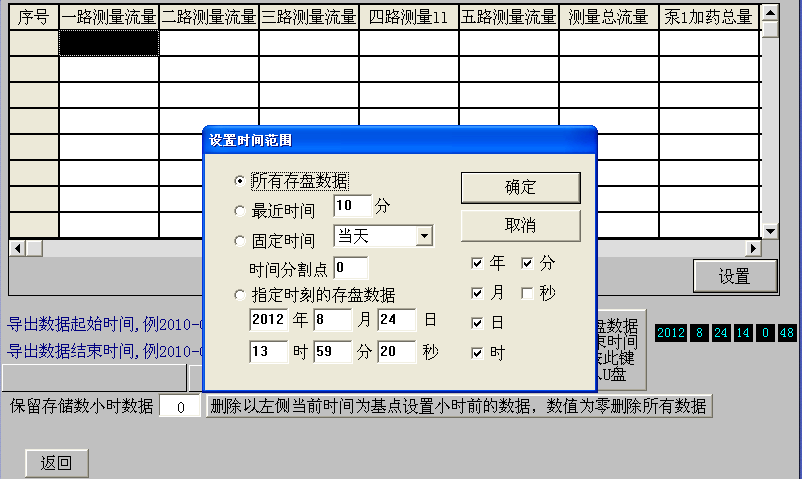 序号 一路测量流量 二路测量流量 三路测量流量 四路测量11 五路测量流量 测量总流量 泵1加药总量
设置时间范围
所有存盘数据
确定
最近时间 10 分
取消
固定时间 当天
时间分割点 0
年 分
设置
指定时刻的存盘数据
月 秒
2012 年 8 月 24 日
日
13 时 59 分 20 秒
时
导出数据起始时间,例2010-0
导出数据结束时间,例2010-0
盘数据
束时间
按此键
U盘
2012 8 24 14 0 48
保留存储数小时数据 0 删除以左侧当前时间为基点设置小时前的数据，数值为零删除所有数据
返回